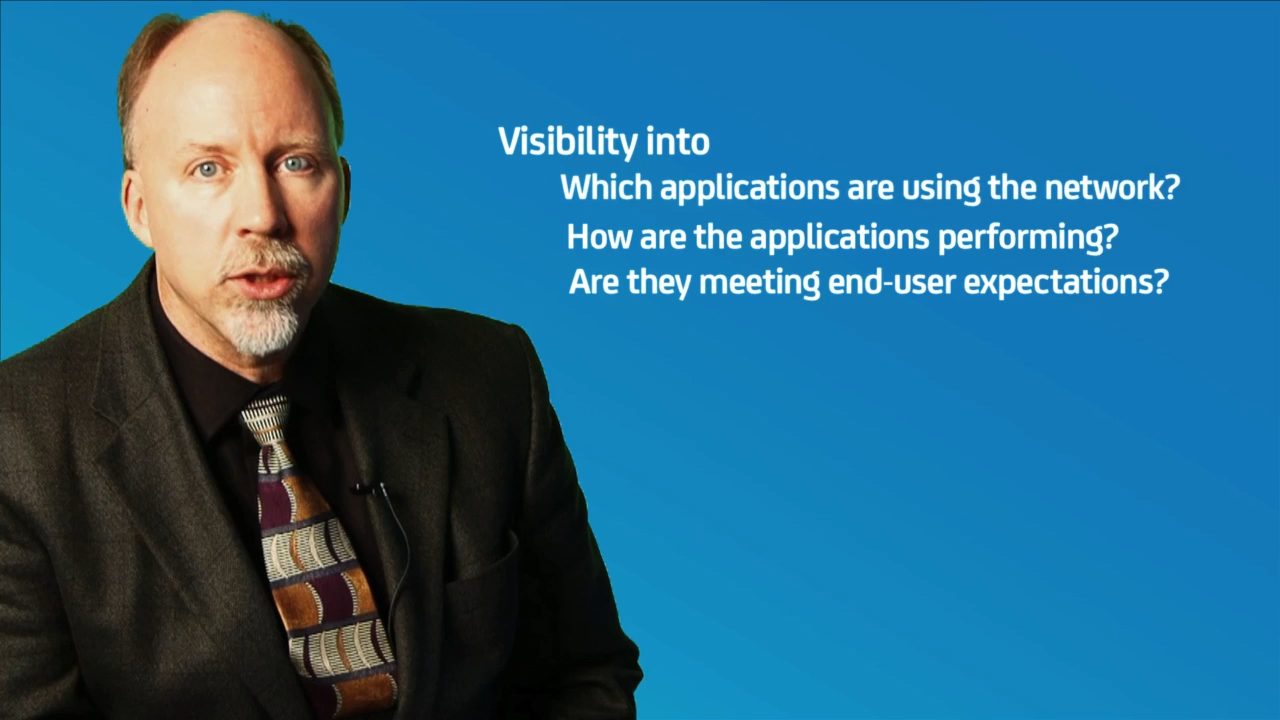 Visibility into
Which applications are using the network?
How are the applications performing?
Are they meeting end-user expectations?